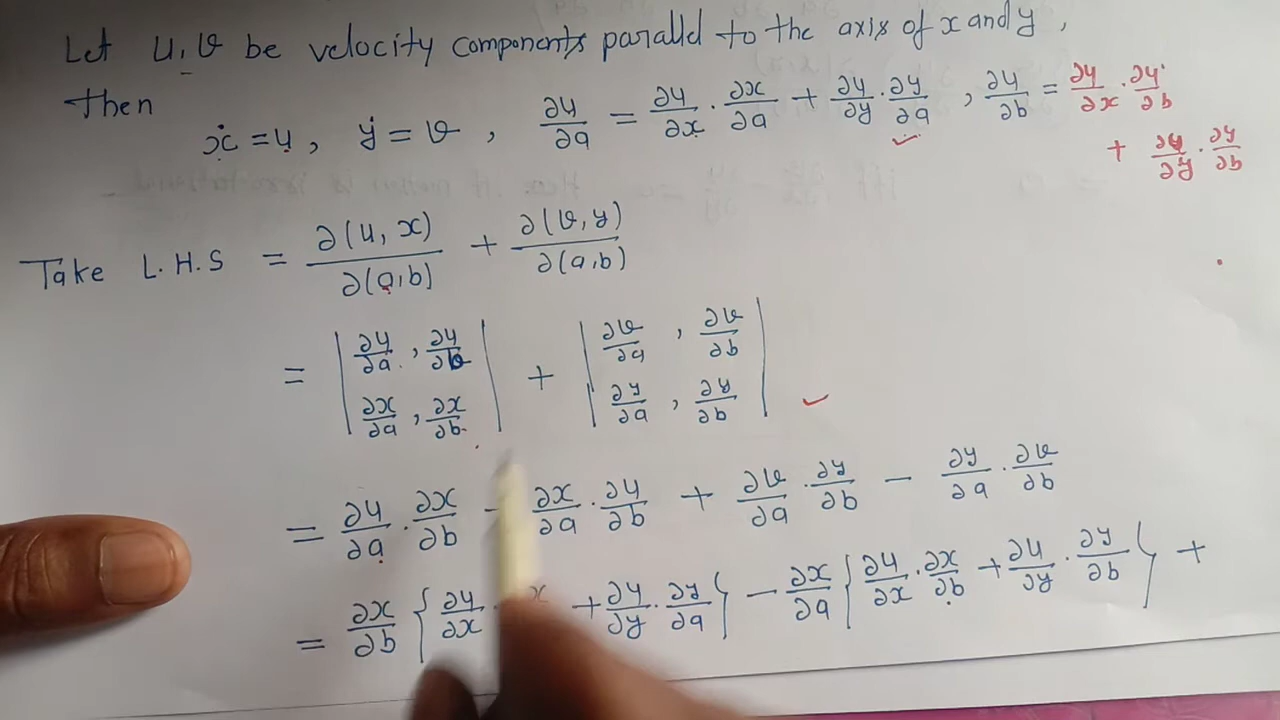 Let u, v be velocity components parallel to the axis of x and y,
then
ẋ = u, ẏ = v, ∂u/∂a = ∂u/∂x · ∂x/∂a + ∂u/∂y · ∂y/∂a, ∂u/∂b = ∂u/∂x · ∂y/∂b
+ ∂u/∂y · ∂y/∂b
Take L.H.S = ∂(u, x)/∂(a, b) + ∂(v, y)/∂(a, b)
= | ∂u/∂a, ∂u/∂b | + | ∂v/∂a, ∂v/∂b |
| ∂x/∂a, ∂x/∂b | | ∂y/∂a, ∂y/∂b |
= ∂u/∂a · ∂x/∂b - ∂x/∂a · ∂u/∂b + ∂v/∂a · ∂y/∂b - ∂y/∂a · ∂v/∂b
= ∂x/∂b { ∂u/∂x + ∂u/∂y · ∂y/∂a } - ∂x/∂a { ∂u/∂x · ∂x/∂b + ∂u/∂y · ∂y/∂b } +